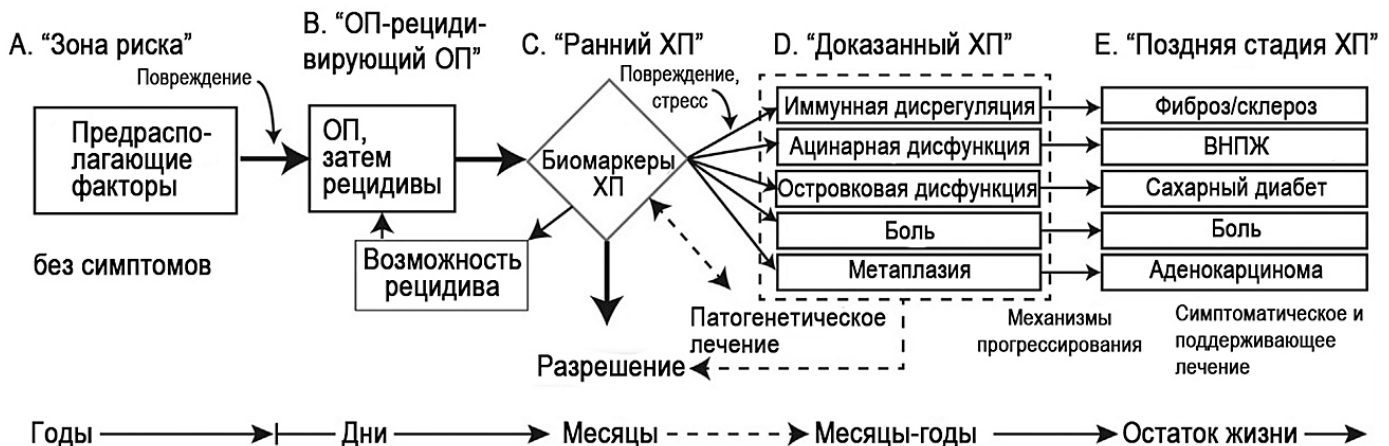 A. “Зона риска”
B. “ОП-рециди-
вирующий ОП”
C. “Ранний ХП”
D. “Доказанный ХП”
E. “Поздняя стадия ХП”
Повреждение
Повреждение,
стресс
Предраспо-
лагающие
факторы
ОП,
затем
рецидивы
Биомаркеры
ХП
Иммунная дисрегуляция
Ацинарная дисфункция
Островковая дисфункция
Боль
Метаплазия
Фиброз/склероз
ВНПЖ
Сахарный диабет
Боль
Аденокарцинома
без симптомов
Возможность
рецидива
Патогенетическое
лечение
Механизмы
прогрессирования
Симптоматическое и
поддерживающее
лечение
Разрешение
Годы
Дни
Месяцы
Месяцы-годы
Остаток жизни